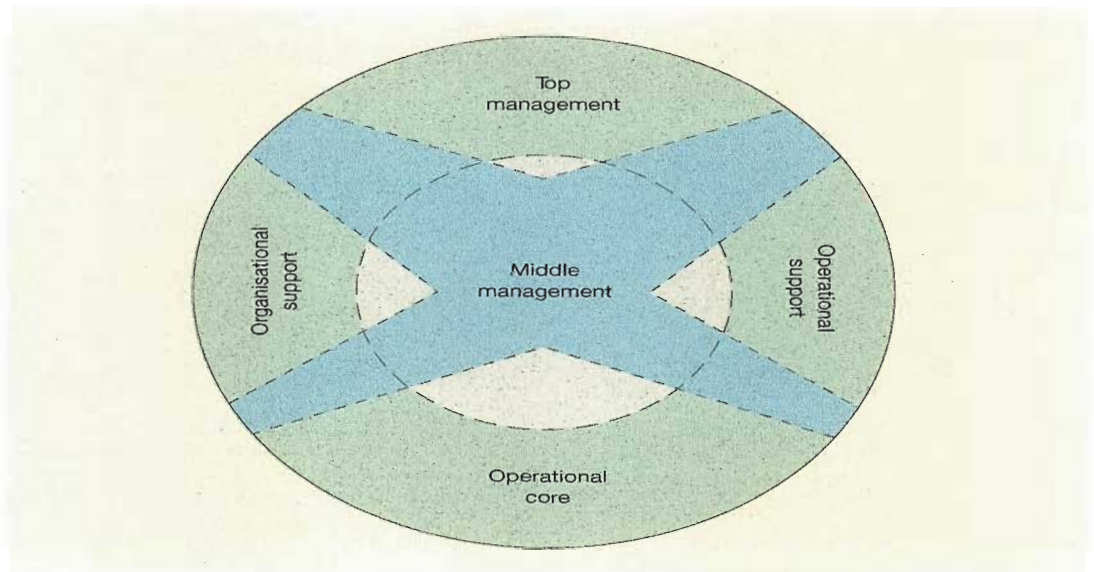 Top
management
Organisational
support
Middle
management
Operational
support
Operational
core